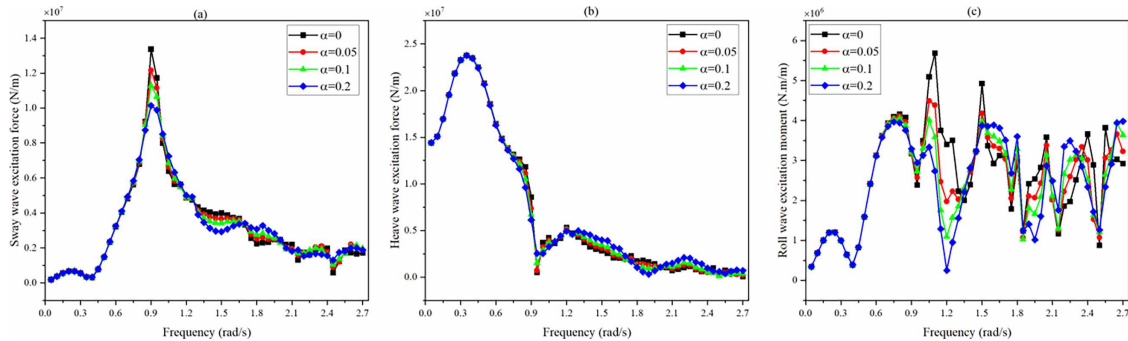 (a)
×10⁷
1.4
1.2
1.0
0.8
0.6
0.4
0.2
0.0
Sway wave excitation force (N/m)
α=0
α=0.05
α=0.1
α=0.2
0.0 0.3 0.6 0.9 1.2 1.5 1.8 2.1 2.4 2.7
Frequency (rad/s)
(b)
×10⁷
2.5
2.0
1.5
1.0
0.5
0.0
Heave wave excitation force (N/m)
α=0
α=0.05
α=0.1
α=0.2
0.0 0.3 0.6 0.9 1.2 1.5 1.8 2.1 2.4 2.7
Frequency (rad/s)
(c)
×10⁶
6
5
4
3
2
1
0
Roll wave excitation moment (N.m/m)
α=0
α=0.05
α=0.1
α=0.2
0.0 0.3 0.6 0.9 1.2 1.5 1.8 2.1 2.4 2.7
Frequency (rad/s)